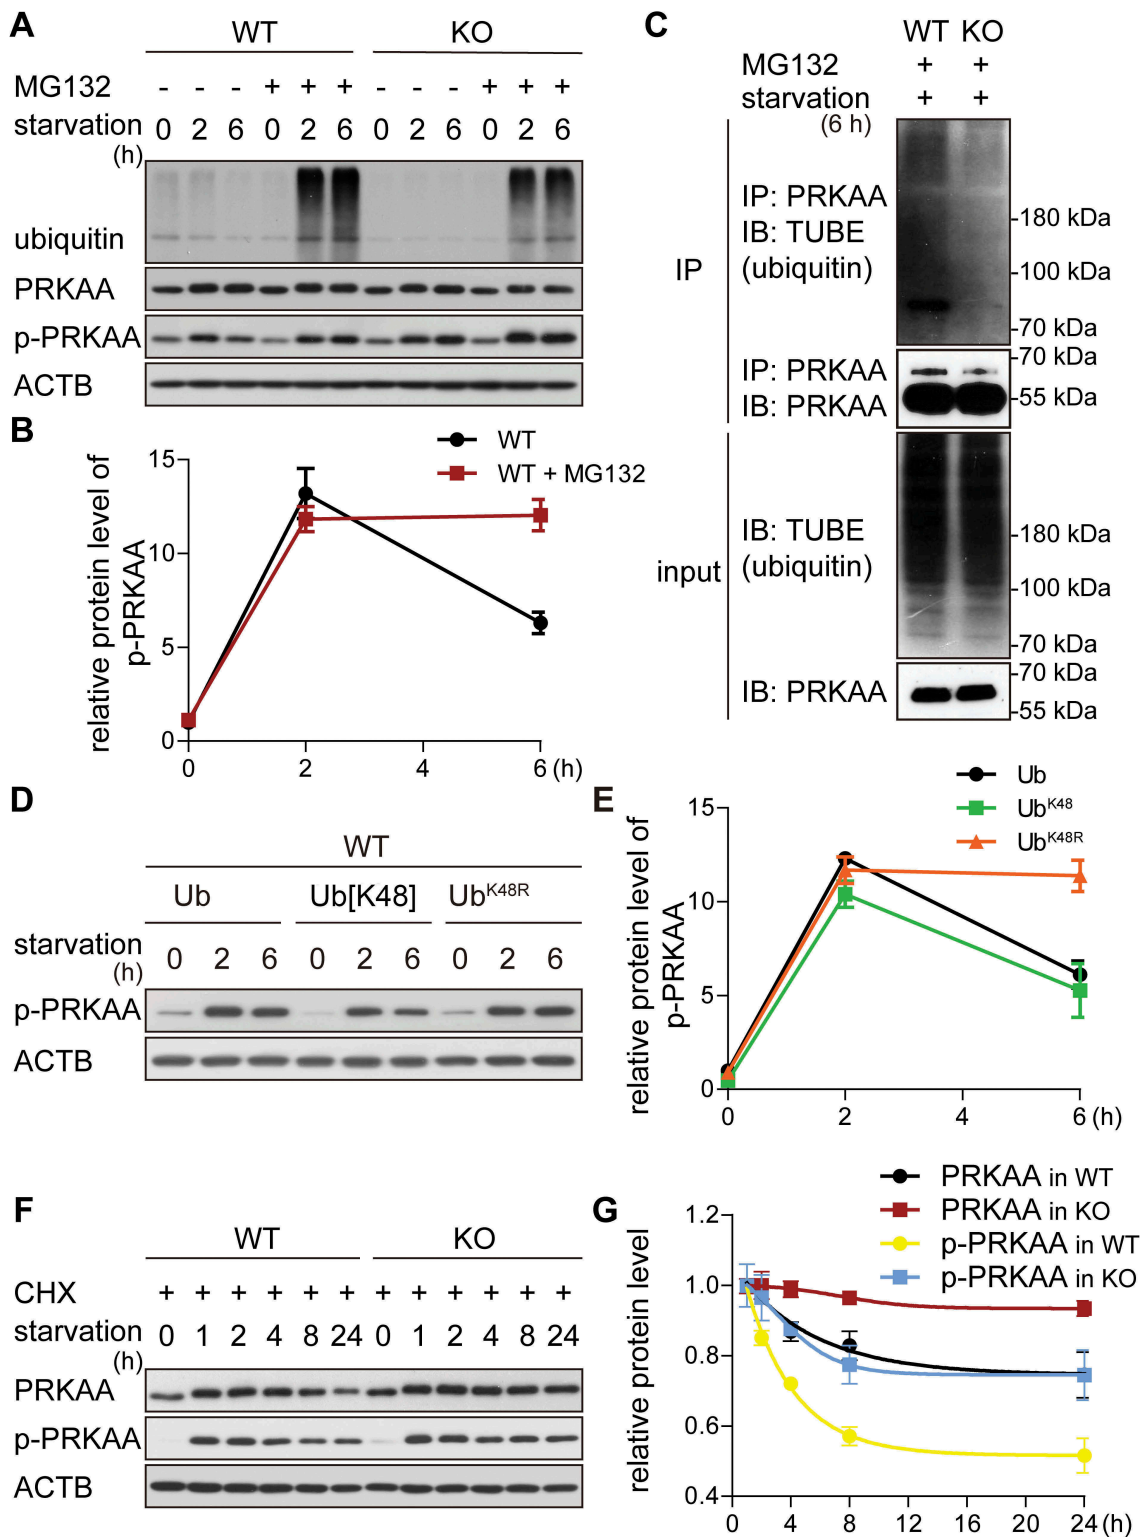 A
WT KO
MG132 - - - + + + - - - + + +
starvation 0 2 6 0 2 6 0 2 6 0 2 6
(h)
ubiquitin
PRKAA
p-PRKAA
ACTB
B
WT
WT + MG132
relative protein level of
p-PRKAA
15
10
5
0
0 2 4 6 (h)
C
WT KO
MG132 + +
starvation + +
(6 h)
IP
IP: PRKAA
IB: TUBE
(ubiquitin)
-180 kDa
-100 kDa
-70 kDa
IP: PRKAA
IB: PRKAA
-70 kDa
-55 kDa
input
IB: TUBE
(ubiquitin)
-180 kDa
-100 kDa
-70 kDa
IB: PRKAA
-70 kDa
-55 kDa
D
WT
Ub Ub[K48] UbK48R
starvation 0 2 6 0 2 6 0 2 6
(h)
p-PRKAA
ACTB
E
Ub
UbK48
UbK48R
relative protein level of
p-PRKAA
15
10
5
0
0 2 4 6 (h)
F
WT KO
CHX + + + + + + + + + + + +
starvation 0 1 2 4 8 24 0 1 2 4 8 24
(h)
PRKAA
p-PRKAA
ACTB
G
PRKAA in WT
PRKAA in KO
p-PRKAA in WT
p-PRKAA in KO
relative protein level
1.2
1.0
0.8
0.6
0.4
0 4 8 12 16 20 24 (h)